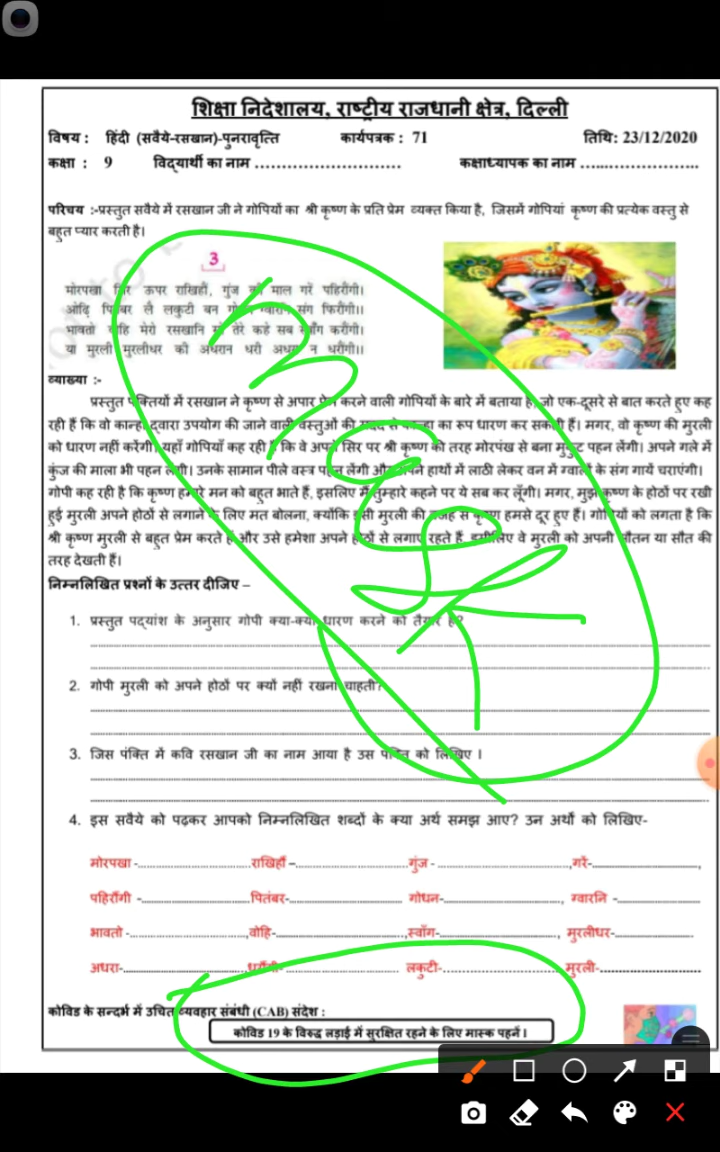 शिक्षा निदेशालय, राष्ट्रीय राजधानी क्षेत्र, दिल्ली
विषय : हिंदी (सवैये-रसखान)-पुनरावृत्ति कार्यपत्रक : 71 तिथि: 23/12/2020
कक्षा : 9 विद्यार्थी का नाम ........................... कक्षाध्यापक का नाम ......................
परिचय :-प्रस्तुत सवैये में रसखान जी ने गोपियों का श्री कृष्ण के प्रति प्रेम व्यक्त किया है, जिसमें गोपियां कृष्ण की प्रत्येक वस्तु से
बहुत प्यार करती है।
3
मोरपखा सिर ऊपर राखिहौं, गुंज की माल गरें पहिरौंगी।
ओढ़ि पितंबर लै लकुटी बन ग्वारनि संग फिरौंगी।।
भावतो वोहि मेरो रसखानि सों तेरे कहे सब स्वाँग करौंगी।
या मुरली मुरलीधर की अधरान धरी अधरा न धरौंगी।।
व्याख्या :-
प्रस्तुत पंक्तियों में रसखान ने कृष्ण से अपार प्रेम करने वाली गोपियों के बारे में बताया है, जो एक-दूसरे से बात करते हुए कह
रही हैं कि वो कान्हा द्वारा उपयोग की जाने वाली वस्तुओं की मदद से कान्हा का रूप धारण कर सकती हैं। मगर, वो कृष्ण की मुरली
को धारण नहीं करेंगी। यहाँ गोपियाँ कह रही हैं कि वे अपने सिर पर श्री कृष्ण की तरह मोरपंख से बना मुकुट पहन लेंगी। अपने गले में
कुंज की माला भी पहन लेंगी। उनके सामान पीले वस्त्र पहन लेंगी और अपने हाथों में लाठी लेकर वन में ग्वालों के संग गायें चराएंगी।
गोपी कह रही है कि कृष्ण हमारे मन को बहुत भाते हैं, इसलिए मैं तुम्हारे कहने पर ये सब कर लूँगी। मगर, मुझे कृष्ण के होठों पर रखी
हुई मुरली अपने होठों से लगाने के लिए मत बोलना, क्योंकि इसी मुरली की वजह से कृष्ण हमसे दूर हुए हैं। गोपियों को लगता है कि
श्री कृष्ण मुरली से बहुत प्रेम करते हैं और उसे हमेशा अपने होठों से लगाए रहते हैं, इसीलिए वे मुरली को अपनी सौतन या सौत की
तरह देखती हैं।
निम्नलिखित प्रश्नों के उत्तर दीजिए –
1. प्रस्तुत पद्यांश के अनुसार गोपी क्या-क्या धारण करने को तैयार है?
2. गोपी मुरली को अपने होठों पर क्यों नहीं रखना चाहती?
3. जिस पंक्ति में कवि रसखान जी का नाम आया है उस पंक्ति को लिखिए ।
4. इस सवैये को पढ़कर आपको निम्नलिखित शब्दों के क्या अर्थ समझ आए? उन अर्थों को लिखिए-
मोरपखा -..............राखिहौं –..............गुंज - ..............,गरें-..............,
पहिरौंगी -..............पितंबर-.............. गोधन-.............., ग्वारनि -..............
भावतो -..............,वोहि-..............,स्वाँग-.............., मुरलीधर-..............
अधरा-.............. धरौंगी-.............. लकुटी-..............मुरली-..............
कोविड के सन्दर्भ में उचित व्यवहार संबंधी (CAB) संदेश :
कोविड 19 के विरुद्ध लड़ाई में सुरक्षित रहने के लिए मास्क पहनें ।